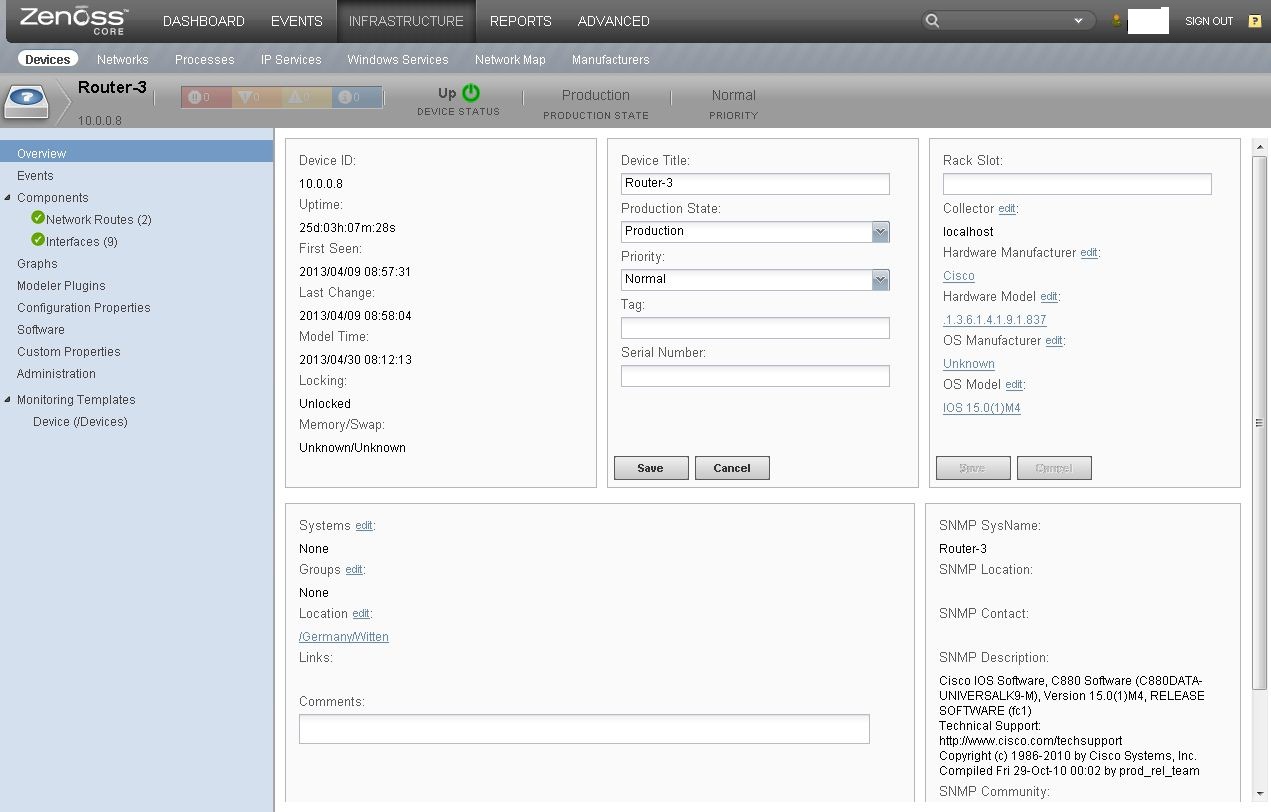 Zenoss™ CORE
DASHBOARD EVENTS INFRASTRUCTURE REPORTS ADVANCED SIGN OUT ?
Devices Networks Processes IP Services Windows Services Network Map Manufacturers
Router-3
10.0.0.8
0 0 0 0
Up
DEVICE STATUS
Production
PRODUCTION STATE
Normal
PRIORITY
Overview
Events
Components
Network Routes (2)
Interfaces (9)
Graphs
Modeler Plugins
Configuration Properties
Software
Custom Properties
Administration
Monitoring Templates
Device (/Devices)
Device ID:
10.0.0.8
Uptime:
25d:03h:07m:28s
First Seen:
2013/04/09 08:57:31
Last Change:
2013/04/09 08:58:04
Model Time:
2013/04/30 08:12:13
Locking:
Unlocked
Memory/Swap:
Unknown/Unknown
Device Title:
Router-3
Production State:
Production
Priority:
Normal
Tag:
Serial Number:
Save Cancel
Rack Slot:
Collector edit:
localhost
Hardware Manufacturer edit:
Cisco
Hardware Model edit:
.1.3.6.1.4.1.9.1.837
OS Manufacturer edit:
Unknown
OS Model edit:
IOS 15.0(1)M4
Save Cancel
Systems edit:
None
Groups edit:
None
Location edit:
/Germany/Witten
Links:
Comments:
SNMP SysName:
Router-3
SNMP Location:
SNMP Contact:
SNMP Description:
Cisco IOS Software, C880 Software (C880DATA-
UNIVERSALK9-M), Version 15.0(1)M4, RELEASE
SOFTWARE (fc1)
Technical Support:
http://www.cisco.com/techsupport
Copyright (c) 1986-2010 by Cisco Systems, Inc.
Compiled Fri 29-Oct-10 00:02 by prod_rel_team
SNMP Community: